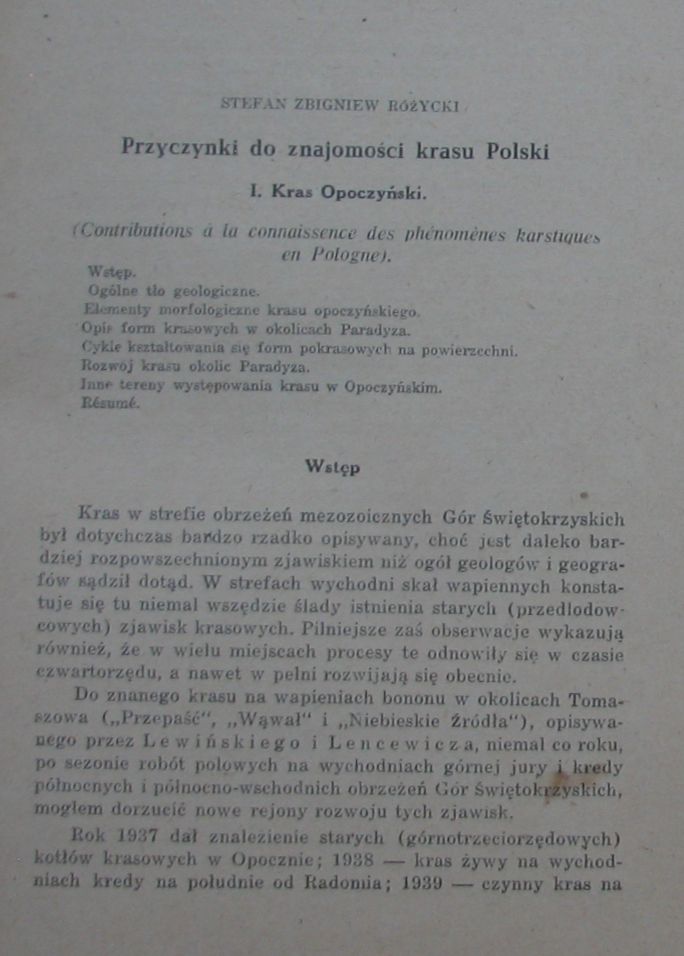 STEFAN ZBIGNIEW RÓŻYCKI
Przyczynki do znajomości krasu Polski
I. Kras Opoczyński.
(Contributions á la connaissence des phénomènes karstiques
en Pologne).
Wstęp.
Ogólne tło geologiczne.
Elementy morfologiczne krasu opoczyńskiego.
Opis form krasowych w okolicach Paradyża.
Cykle kształtowania się form pokrasowych na powierzchni.
Rozwój krasu okolic Paradyża.
Inne tereny występowania krasu w Opoczyńskim.
Résumé.
Wstęp
Kras w strefie obrzeżeń mezozoicznych Gór Świętokrzyskich
był dotychczas bardzo rzadko opisywany, choć jest daleko bar-
dziej rozpowszechnionym zjawiskiem niż ogół geologów i geogra-
fów sądził dotąd. W strefach wychodni skał wapiennych konsta-
tuje się tu niemal wszędzie ślady istnienia starych (przedlodow-
cowych) zjawisk krasowych. Pilniejsze zaś obserwacje wykazują
również, że w wielu miejscach procesy te odnowiły się w czasie
czwartorzędu, a nawet w pełni rozwijają się obecnie.
Do znanego krasu na wapieniach bononu w okolicach Toma-
szowa („Przepaść", „Wąwał" i „Niebieskie Źródła"), opisywa-
nego przez Lewińskiego i Lencewicza, niemal co roku,
po sezonie robót polowych na wychodniach górnej jury i kredy
północnych i północno-wschodnich obrzeżeń Gór Świętokrzyskich,
mogłem dorzucić nowe rejony rozwoju tych zjawisk.
Rok 1937 dał znalezienie starych (górnotrzeciorzędowych)
kotłów krasowych w Opocznie; 1938 — kras żywy na wychod-
niach kredy na południe od Radomia; 1939 — czynny kras na